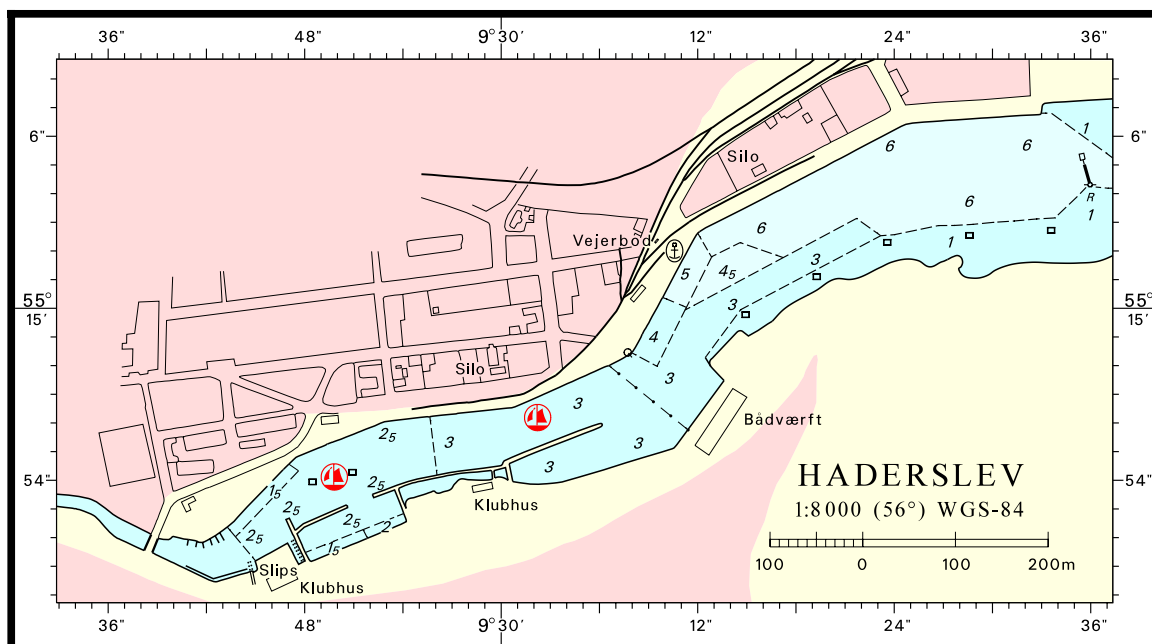 36" 48" 9°30' 12" 24" 36"
6" 6"
1
6 6
Silo
6
R
1
Vejerbod
6
1
3
5 4₅
55° 15' 55° 15'
3
4
Silo
3
3
Bådværft
2₅ 3
3
3
HADERSLEV
54" 54"
1₅ 2₅
1:8000 (56°) WGS-84
Klubhus
2₅ 2₅
2₅ 2
1₅
100 0 100 200m
Slips
Klubhus
36" 48" 9°30' 12" 24" 36"